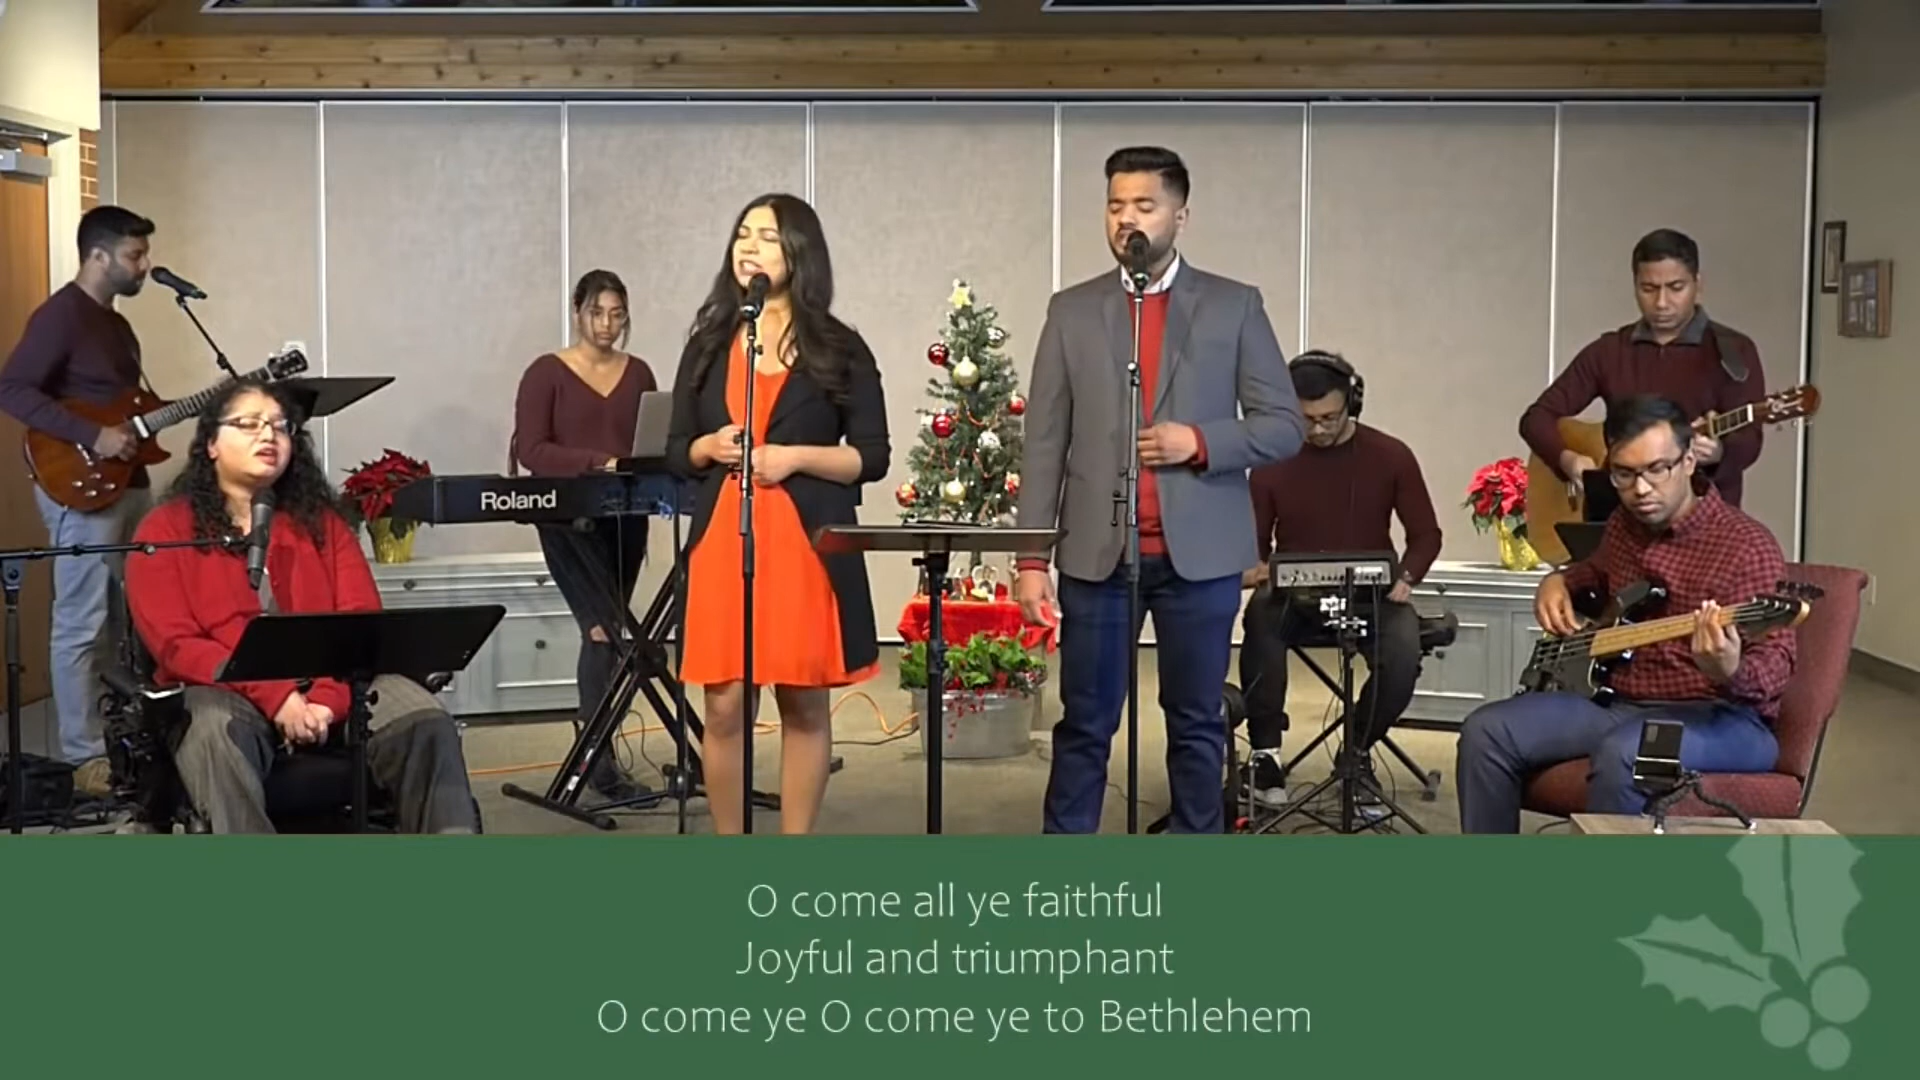 Roland
O come all ye faithful
Joyful and triumphant
O come ye O come ye to Bethlehem